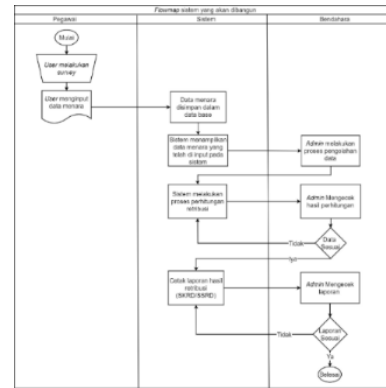 Flowmap sistem yang akan dibangun
Pegawai
Sistem
Bendahara
Mulai
User melakukan
survey
User menginput
data menara
Data menara
disimpan dalam
data base
Sistem menampilkan
data menara yang
telah di input pada
sistem
Admin melakukan
proses pengolahan
data
Sistem melakukan
proses perhitungan
retribusi
Admin Mengecek
hasil perhitungan
Data
Sesuai
Tidak
Iya
Cetak laporan hasil
retribusi
(SKRD/SSRD)
Admin Mengecek
laporan
Laporan
Sesuai
Tidak
Ya
Selesai